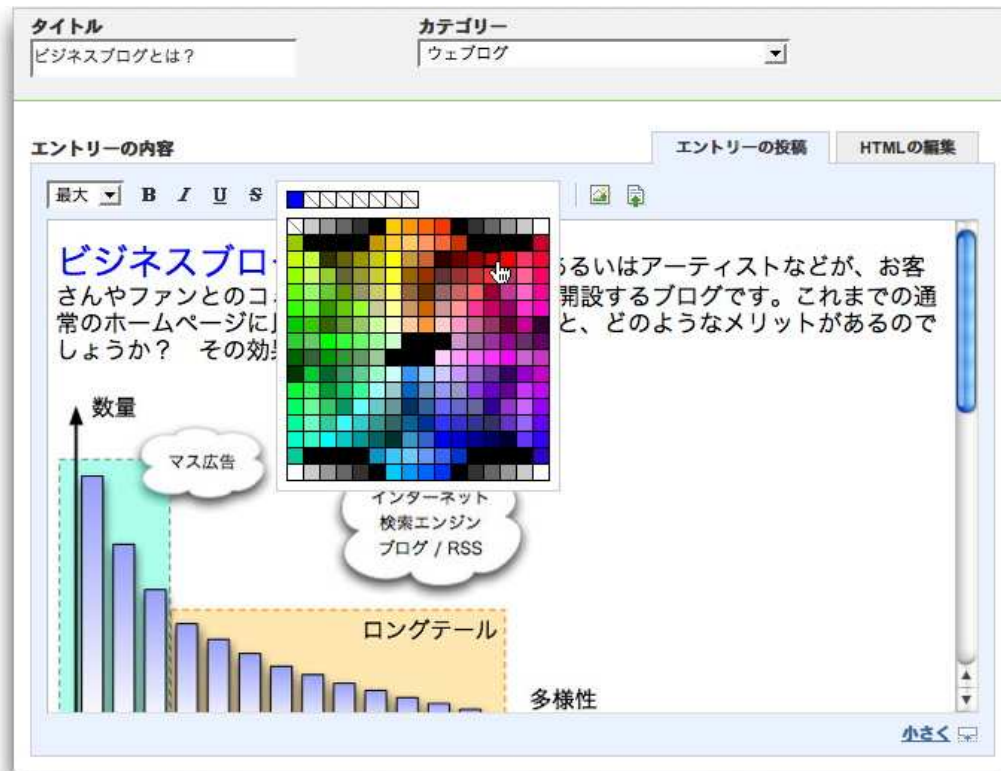 タイトル
カテゴリー
ビジネスブログとは?
ウェブログ
エントリーの内容
エントリーの投稿
HTMLの編集
最大
B I U S
ビジネスブロ
るいはアーティストなどが、お客
さんやファンとのコ
開設するブログです。これまでの通
常のホームページに
と、どのようなメリットがあるので
しょうか? その効
数量
マス広告
インターネット
検索エンジン
ブログ / RSS
ロングテール
多様性
小さく